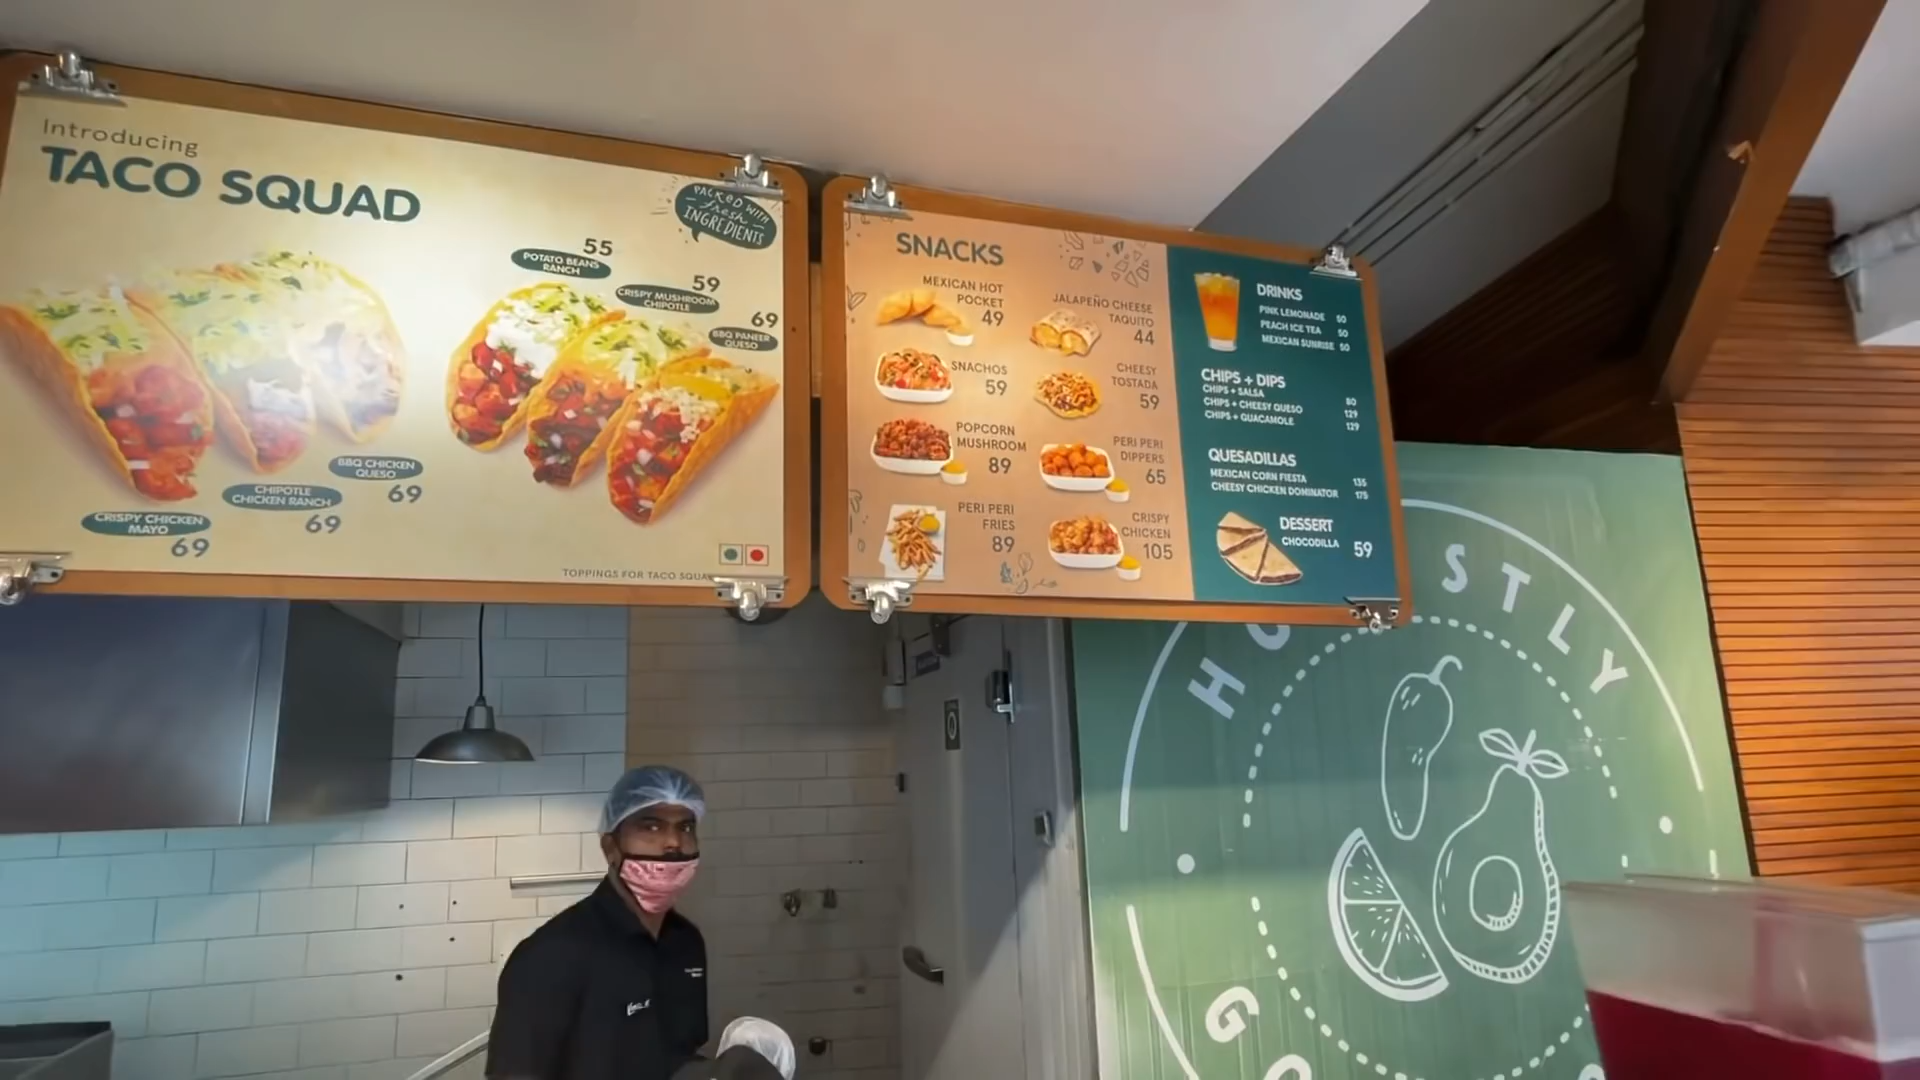 Introducing
TACO SQUAD
PACKED WITH
fresh
INGREDIENTS
55
POTATO BEANS
RANCH
59
CRISPY MUSHROOM
CHIPOTLE
69
BBQ PANEER
QUESO
BBQ CHICKEN
QUESO
69
CHIPOTLE
CHICKEN RANCH
69
CRISPY CHICKEN
MAYO
69
TOPPINGS FOR TACO
SNACKS
MEXICAN HOT
POCKET
49
JALAPEÑO CHEESE
TAQUITO
44
SNACHOS
59
CHEESY
TOSTADA
59
POPCORN
MUSHROOM
89
PERI PERI
DIPPERS
65
PERI PERI
FRIES
89
CRISPY
CHICKEN
105
DRINKS
PINK LEMONADE 50
PEACH ICE TEA 50
MEXICAN SUNRISE 50
CHIPS + DIPS
CHIPS + SALSA 80
CHIPS + CHEESY QUESO 129
CHIPS + GUACAMOLE 129
QUESADILLAS
MEXICAN CORN FIESTA 135
CHEESY CHICKEN DOMINATOR 175
DESSERT
CHOCODILLA 59